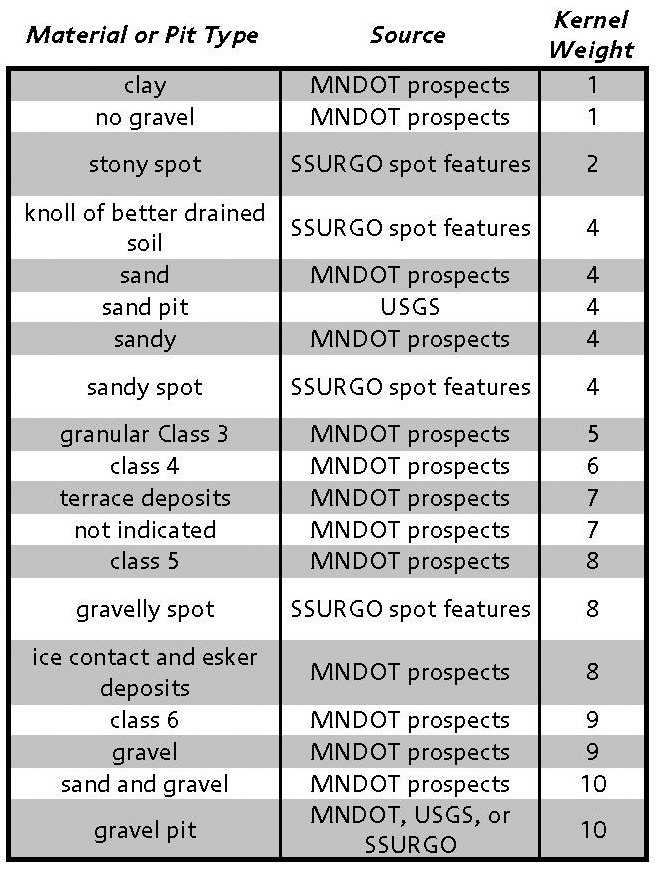 Material or Pit Type Source Kernel Weight
clay MNDOT prospects 1
no gravel MNDOT prospects 1
stony spot SSURGO spot features 2
knoll of better drained soil SSURGO spot features 4
sand MNDOT prospects 4
sand pit USGS 4
sandy MNDOT prospects 4
sandy spot SSURGO spot features 4
granular Class 3 MNDOT prospects 5
class 4 MNDOT prospects 6
terrace deposits MNDOT prospects 7
not indicated MNDOT prospects 7
class 5 MNDOT prospects 8
gravelly spot SSURGO spot features 8
ice contact and esker deposits MNDOT prospects 8
class 6 MNDOT prospects 9
gravel MNDOT prospects 9
sand and gravel MNDOT prospects 10
gravel pit MNDOT, USGS, or SSURGO 10